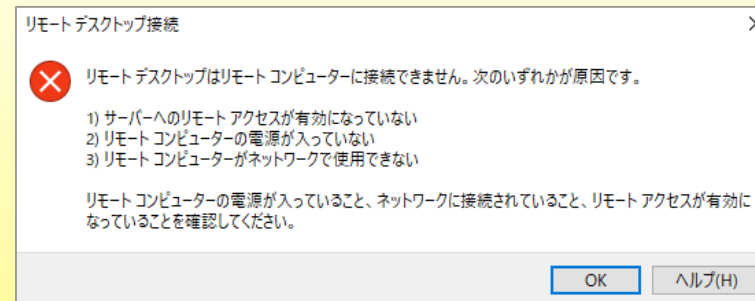 リモート デスクトップ接続
リモート デスクトップはリモート コンピューターに接続できません。次のいずれかが原因です。
1) サーバーへのリモート アクセスが有効になっていない
2) リモート コンピューターの電源が入っていない
3) リモート コンピューターがネットワークで使用できない
リモート コンピューターの電源が入っていること、ネットワークに接続されていること、リモート アクセスが有効に
なっていることを確認してください。
OK
ヘルプ(H)